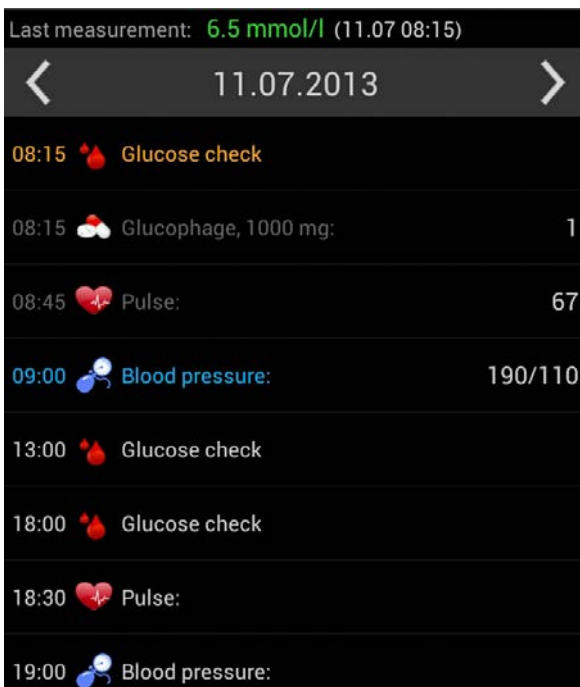 Last measurement: 6.5 mmol/l (11.07 08:15)
11.07.2013
08:15 Glucose check
08:15 Glucophage, 1000 mg: 1
08:45 Pulse: 67
09:00 Blood pressure: 190/110
13:00 Glucose check
18:00 Glucose check
18:30 Pulse:
19:00 Blood pressure: